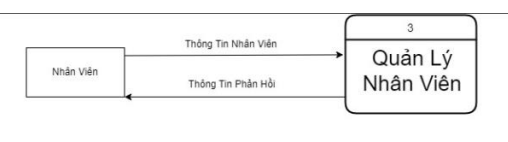 3
Thông Tin Nhân Viên
Quản Lý
Nhân Viên
Nhân Viên
Thông Tin Phản Hồi